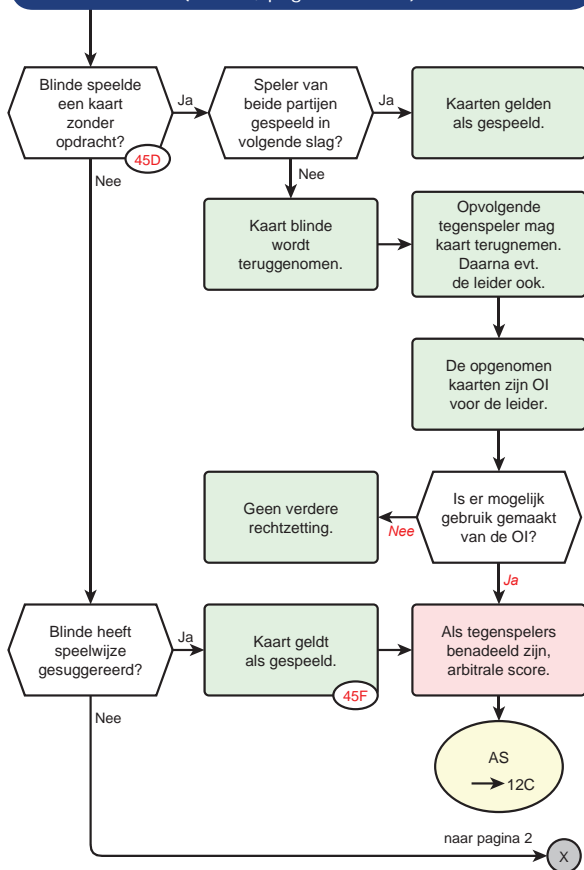 Blinde speelde
een kaart
zonder
opdracht?
45D
Ja
Nee
Speler van
beide partijen
gespeeld in
volgende slag?
Ja
Nee
Kaarten gelden
als gespeeld.
Kaart blinde
wordt
teruggenomen.
Opvolgende
tegenspeler mag
kaart terugnemen.
Daarna evt.
de leider ook.
De opgenomen
kaarten zijn OI
voor de leider.
Is er mogelijk
gebruik gemaakt
van de OI?
Nee
Ja
Geen verdere
rechtzetting.
Blinde heeft
speelwijze
gesuggereerd?
Ja
Nee
Kaart geldt
als gespeeld.
45F
Als tegenspelers
benadeeld zijn,
arbitrale score.
AS
12C
naar pagina 2
X